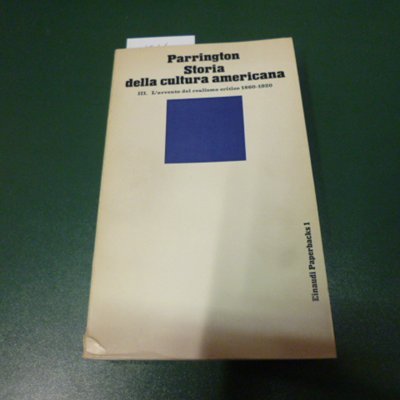 Parrington
Storia
della cultura americana
III. L'avvento del realismo critico 1860-1920
Einaudi Paperbacks 1